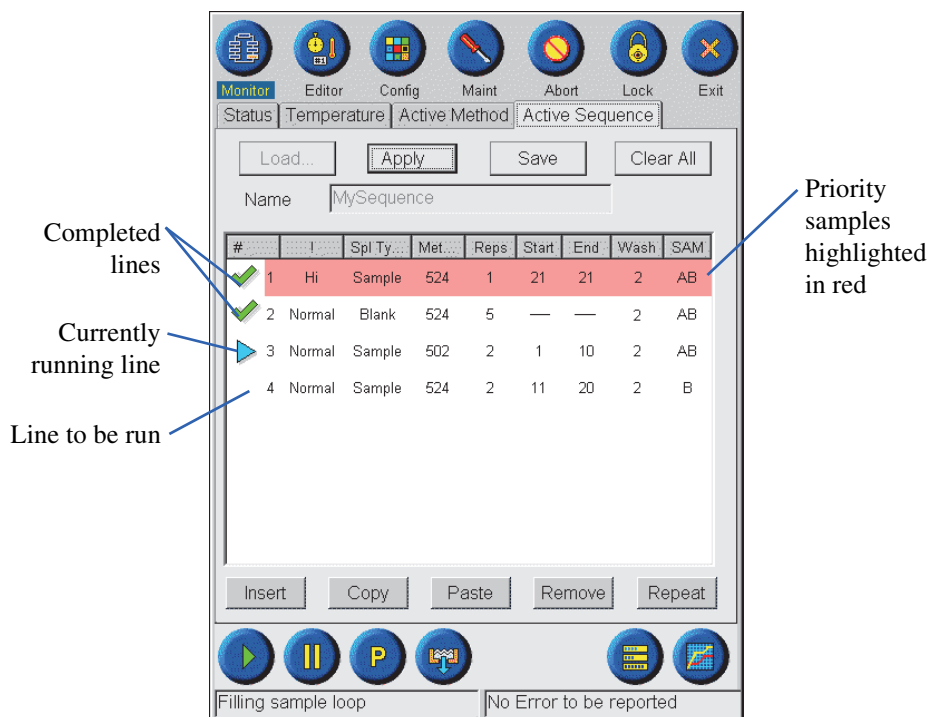 Monitor Editor Config Maint Abort Lock Exit
Status Temperature Active Method Active Sequence
Load... Apply Save Clear All
Name MySequence
# ! Spl Ty... Met... Reps Start End Wash SAM
1 Hi Sample 524 1 21 21 2 AB
2 Normal Blank 524 5 — — 2 AB
3 Normal Sample 502 2 1 10 2 AB
4 Normal Sample 524 2 11 20 2 B
Insert Copy Paste Remove Repeat
P
Filling sample loop No Error to be reported
Completed
lines
Currently
running line
Line to be run
Priority
samples
highlighted
in red